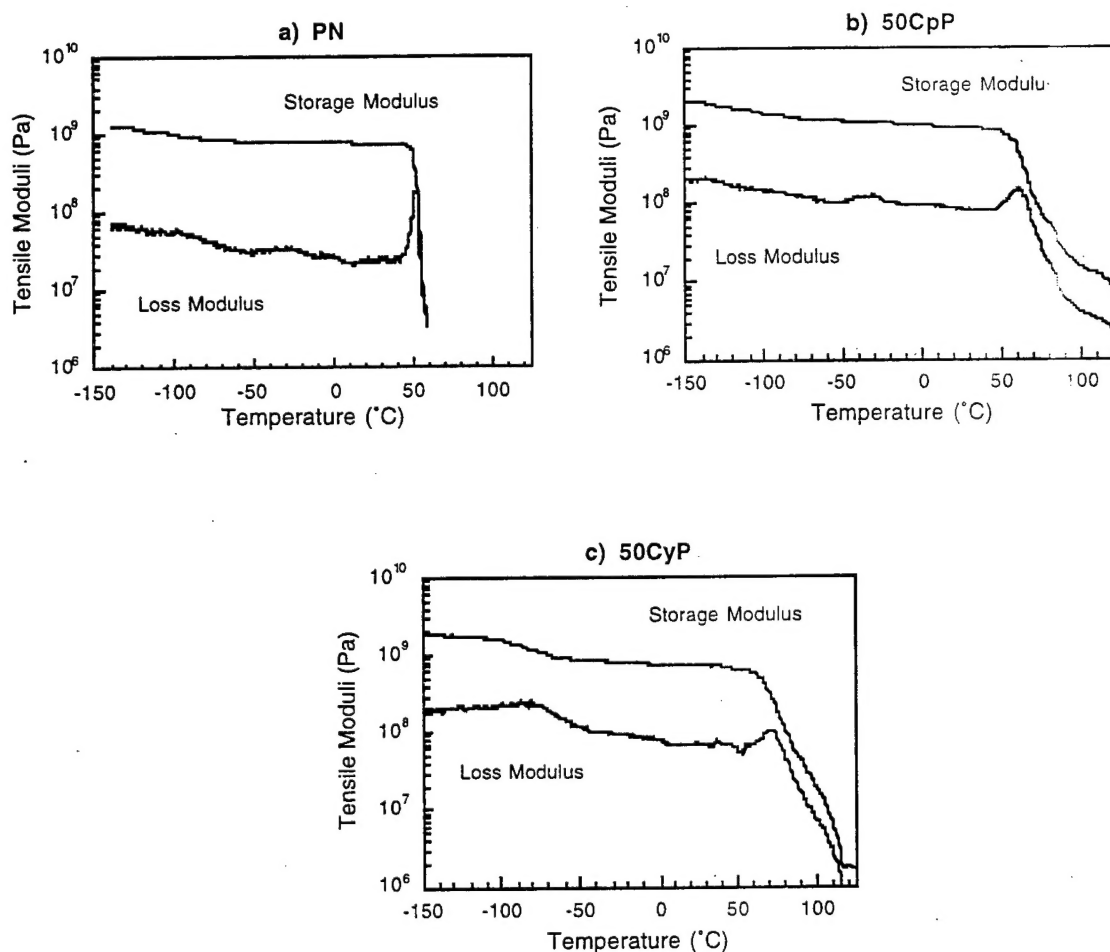 a) PN
Tensile Moduli (Pa)
10¹⁰
10⁹
10⁸
10⁷
10⁶
Storage Modulus
Loss Modulus
-150 -100 -50 0 50 100
Temperature (°C)
b) 50CpP
Tensile Moduli (Pa)
10¹⁰
10⁹
10⁸
10⁷
10⁶
Storage Modulu
Loss Modulus
-150 -100 -50 0 50 100
Temperature (°C)
c) 50CyP
Tensile Moduli (Pa)
10¹⁰
10⁹
10⁸
10⁷
10⁶
Storage Modulus
Loss Modulus
-150 -100 -50 0 50 100
Temperature (°C)